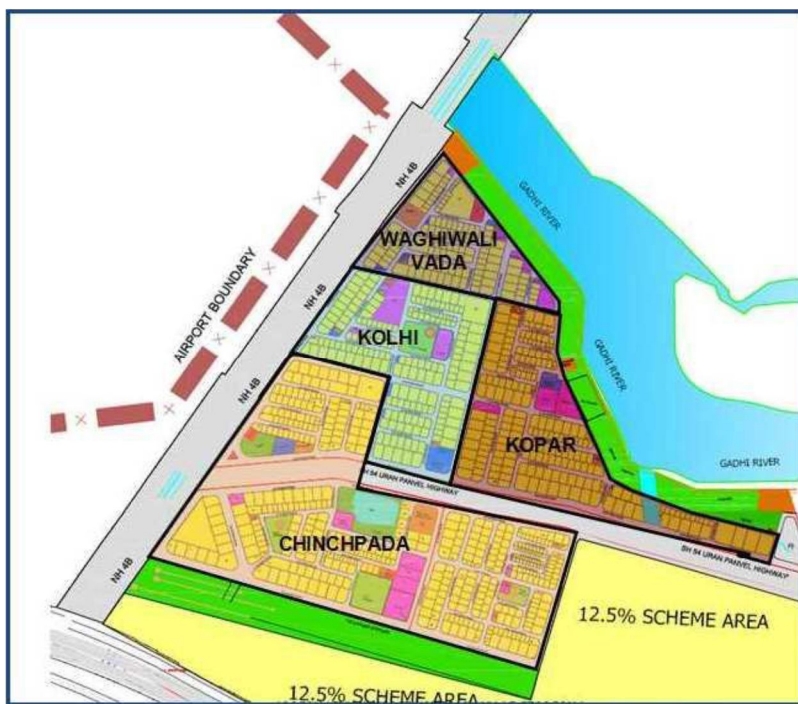 NH 4B
GADHI RIVER
WAGHIWALI
VADA
AIRPORT BOUNDARY
NH 4B
KOLHI
GADHI RIVER
NH 4B
KOPAR
GADHI RIVER
SH 54 URAN PANVEL HIGHWAY
CHINCHPADA
SH 54 URAN PANVEL HIGHWAY
NH 4B
12.5% SCHEME AREA
12.5% SCHEME AREA